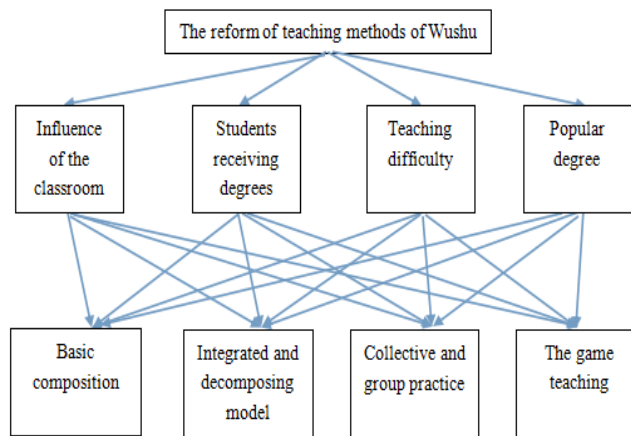 The reform of teaching methods of Wushu
Influence
of the
classroom
Students
receiving
degrees
Teaching
difficulty
Popular
degree
Basic
composition
Integrated and
decomposing
model
Collective and
group practice
The game
teaching